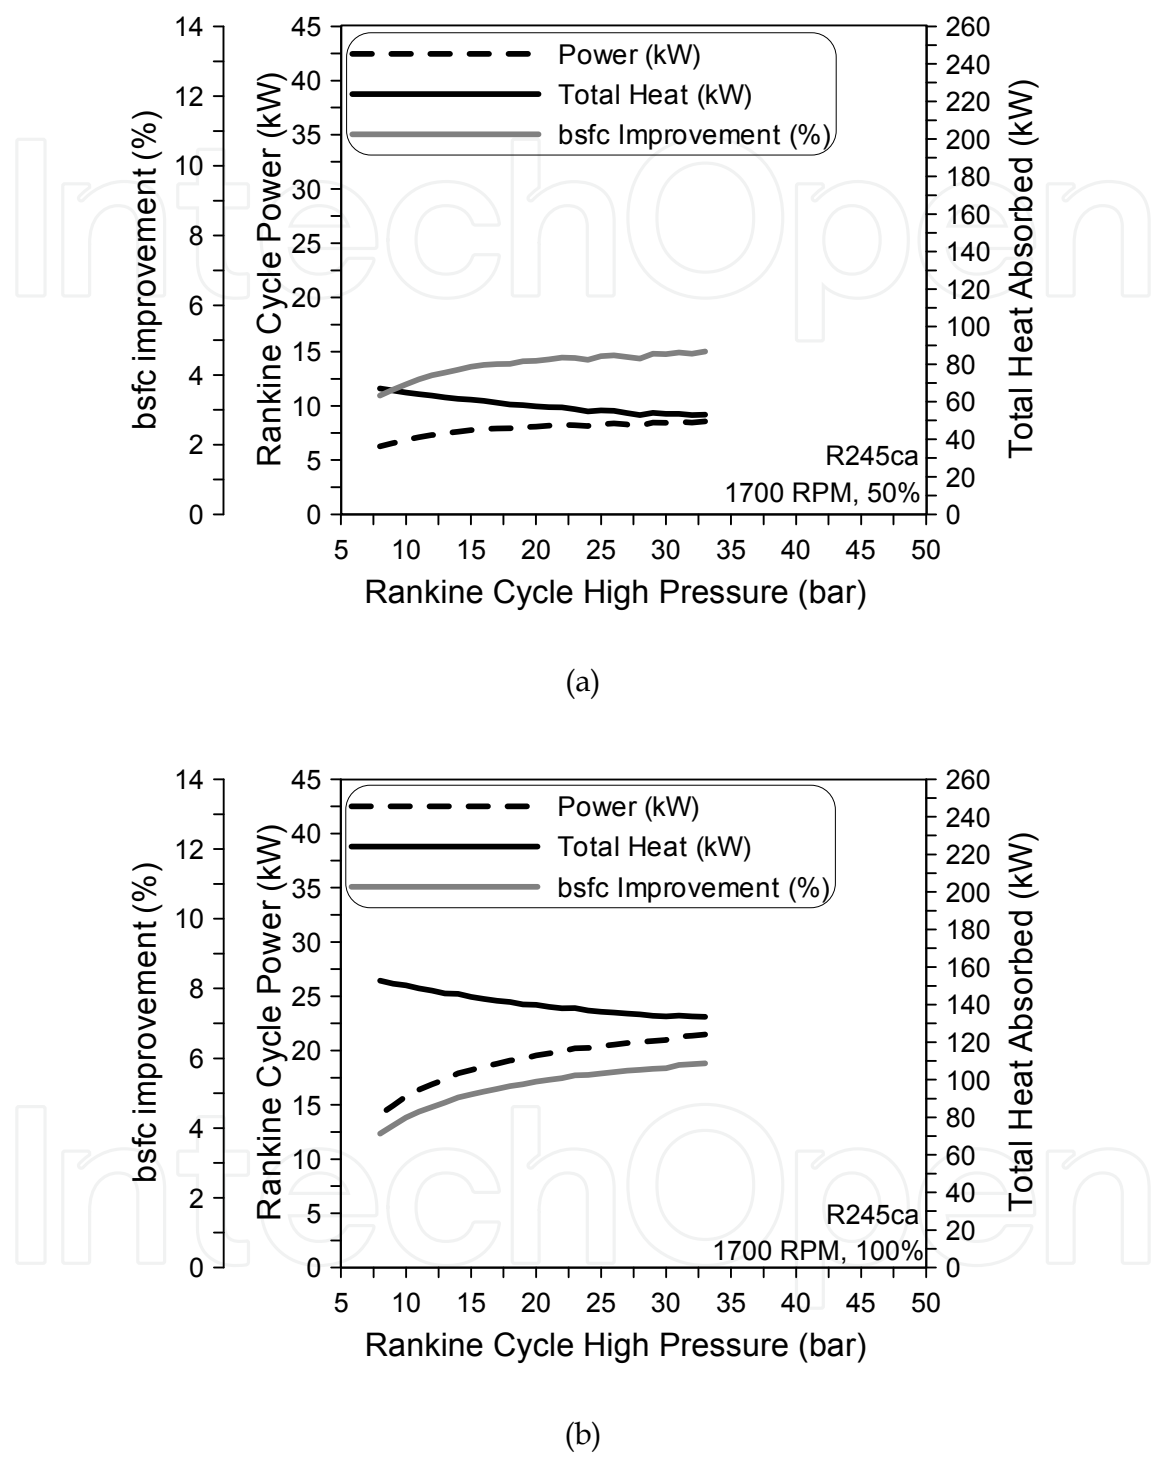 14
12
10
8
6
4
2
0
bsfc improvement (%)
45
40
35
30
25
20
15
10
5
0
Rankine Cycle Power (kW)
Power (kW)
Total Heat (kW)
bsfc Improvement (%)
R245ca
1700 RPM, 50%
260
240
220
200
180
160
140
120
100
80
60
40
20
0
Total Heat Absorbed (kW)
5 10 15 20 25 30 35 40 45 50
Rankine Cycle High Pressure (bar)
IntechOpen
(a)
14
12
10
8
6
4
2
0
bsfc improvement (%)
45
40
35
30
25
20
15
10
5
0
Rankine Cycle Power (kW)
Power (kW)
Total Heat (kW)
bsfc Improvement (%)
R245ca
1700 RPM, 100%
260
240
220
200
180
160
140
120
100
80
60
40
20
0
Total Heat Absorbed (kW)
5 10 15 20 25 30 35 40 45 50
Rankine Cycle High Pressure (bar)
IntechOpen
(b)